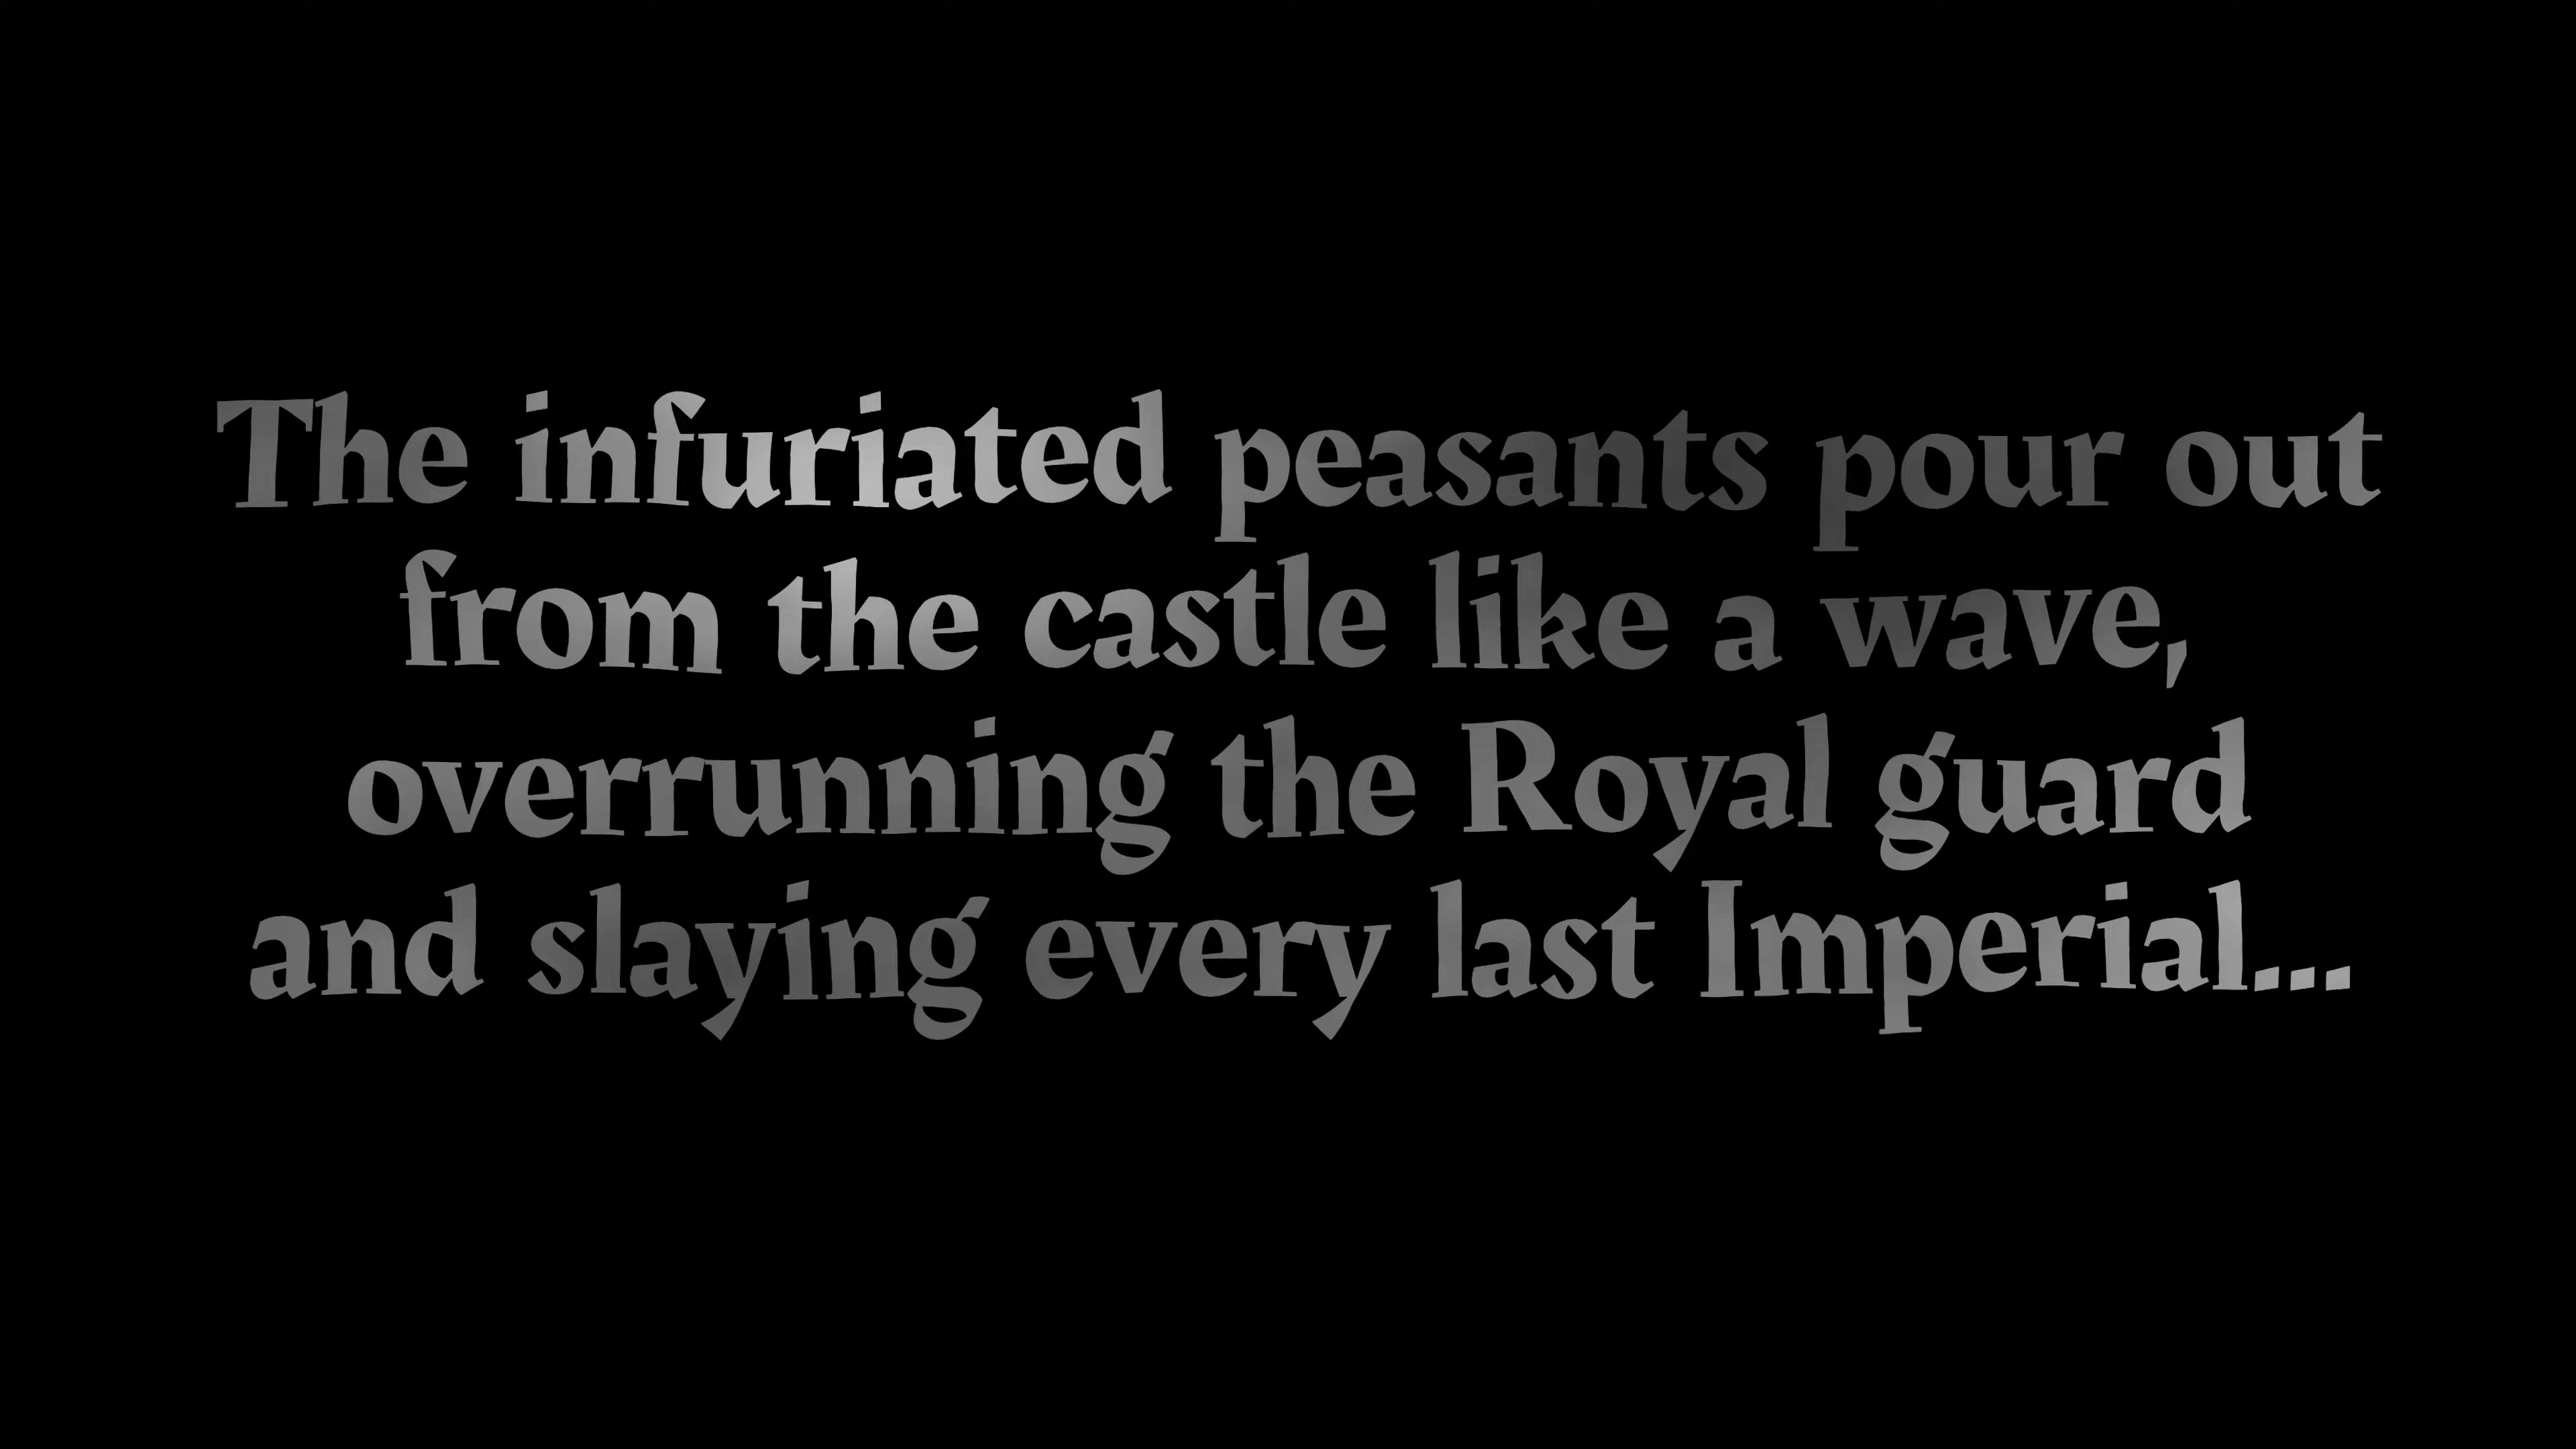 The infuriated peasants pour out
from the castle like a wave,
overrunning the Royal guard
and slaying every last Imperial...